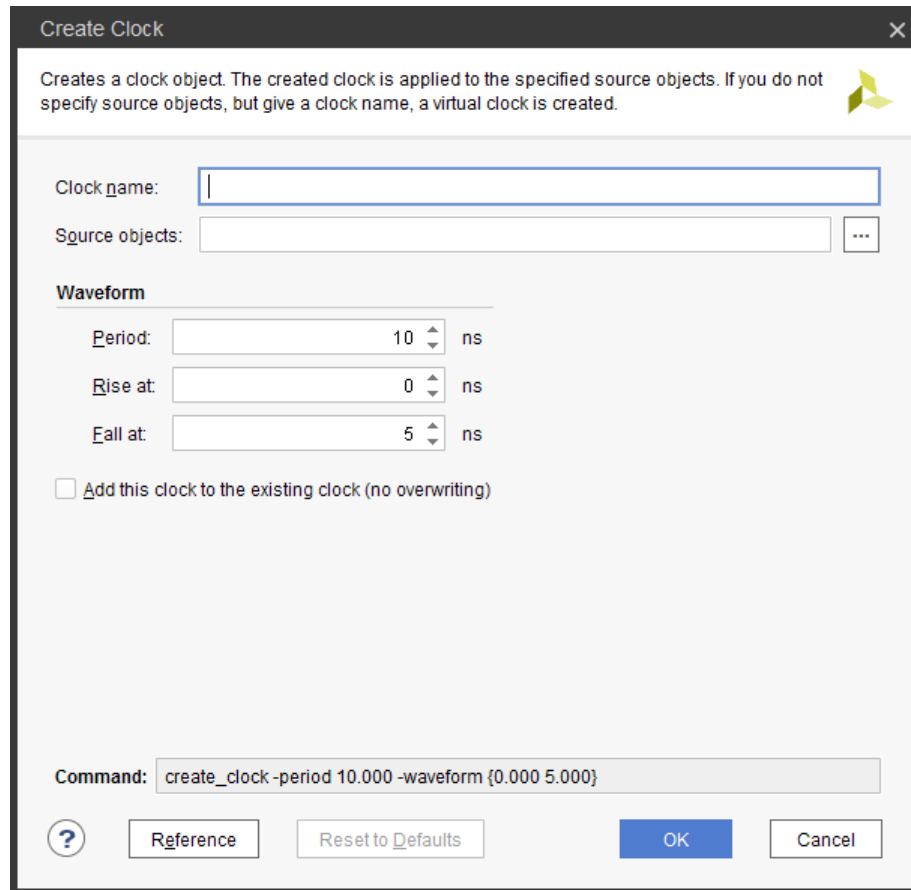 Create Clock
Creates a clock object. The created clock is applied to the specified source objects. If you do not
specify source objects, but give a clock name, a virtual clock is created.
Clock name:
Source objects:
...
Waveform
Period: 10 ns
Rise at: 0 ns
Fall at: 5 ns
Add this clock to the existing clock (no overwriting)
Command: create_clock -period 10.000 -waveform {0.000 5.000}
? Reference Reset to Defaults OK Cancel